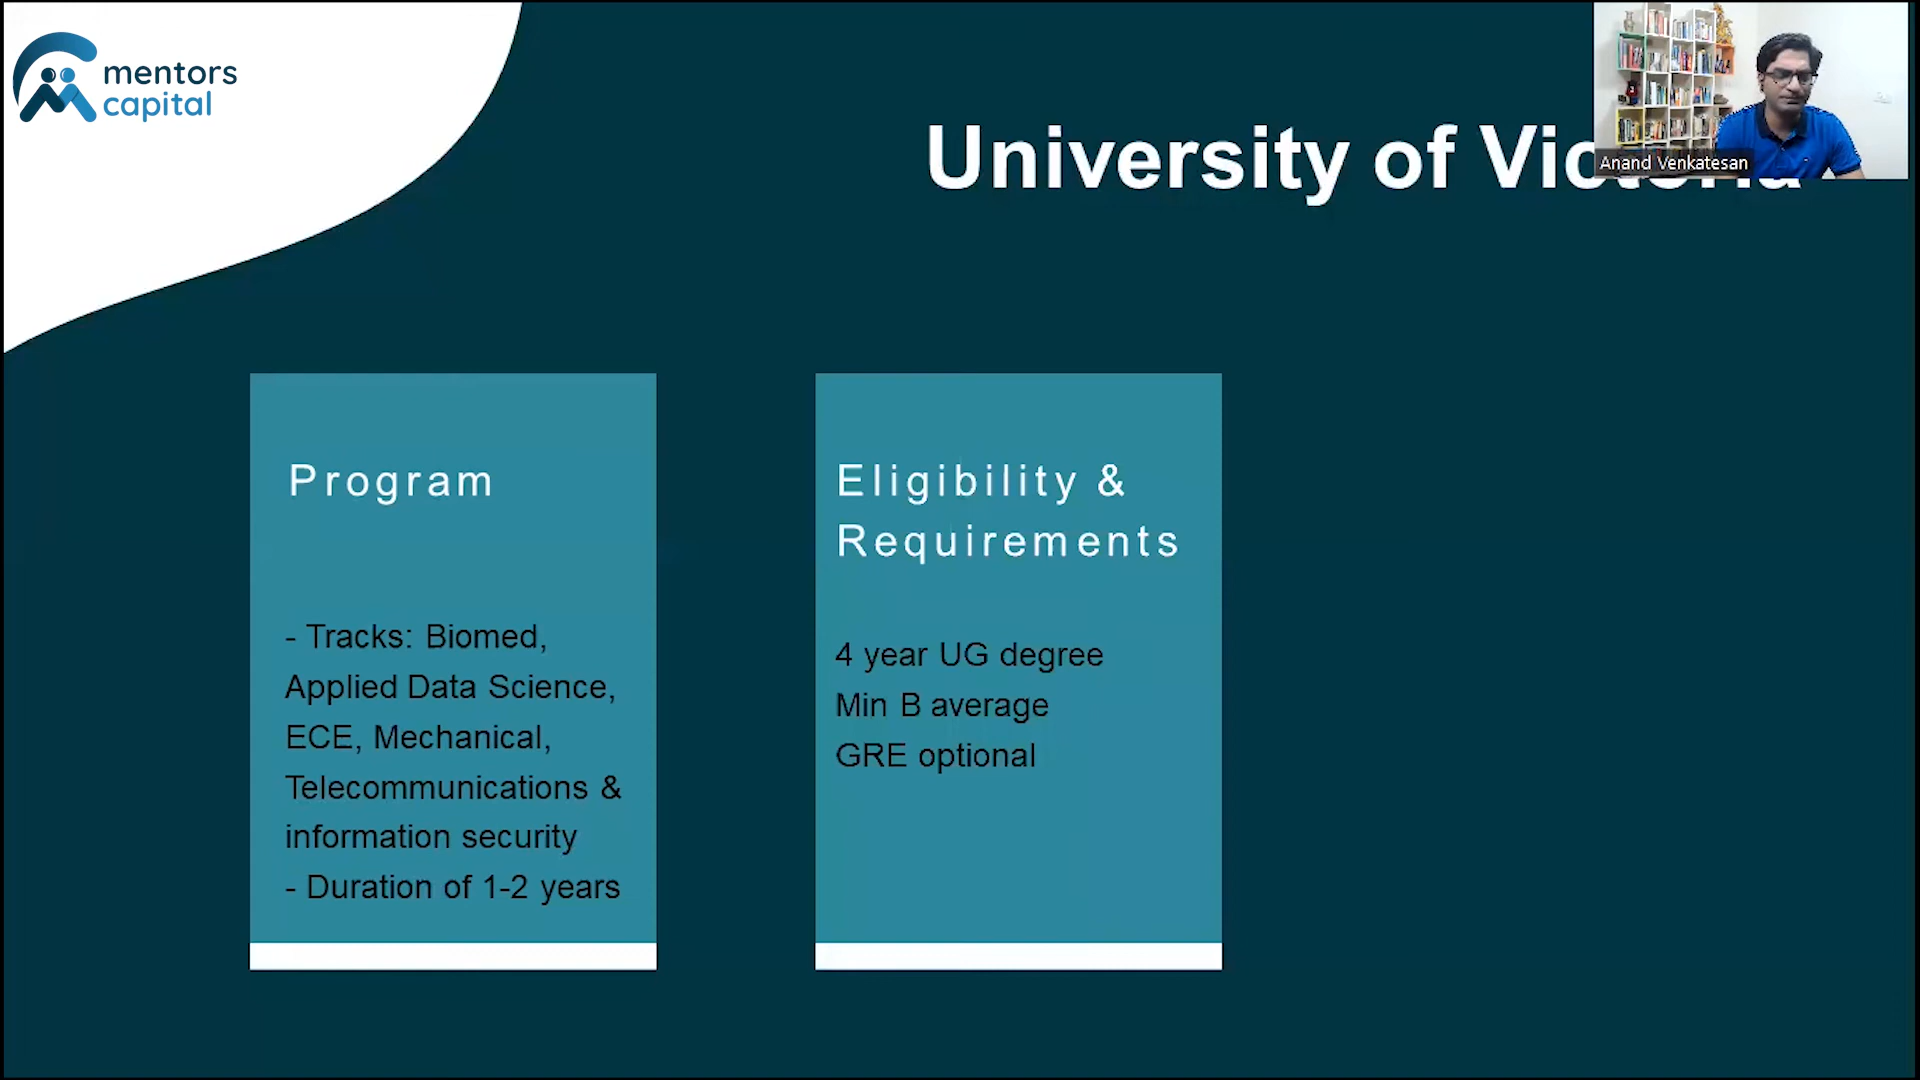 mentors
capital
University of Victoria
Anand Venkatesan
Program
- Tracks: Biomed,
Applied Data Science,
ECE, Mechanical,
Telecommunications &
information security
- Duration of 1-2 years
Eligibility &
Requirements
4 year UG degree
Min B average
GRE optional